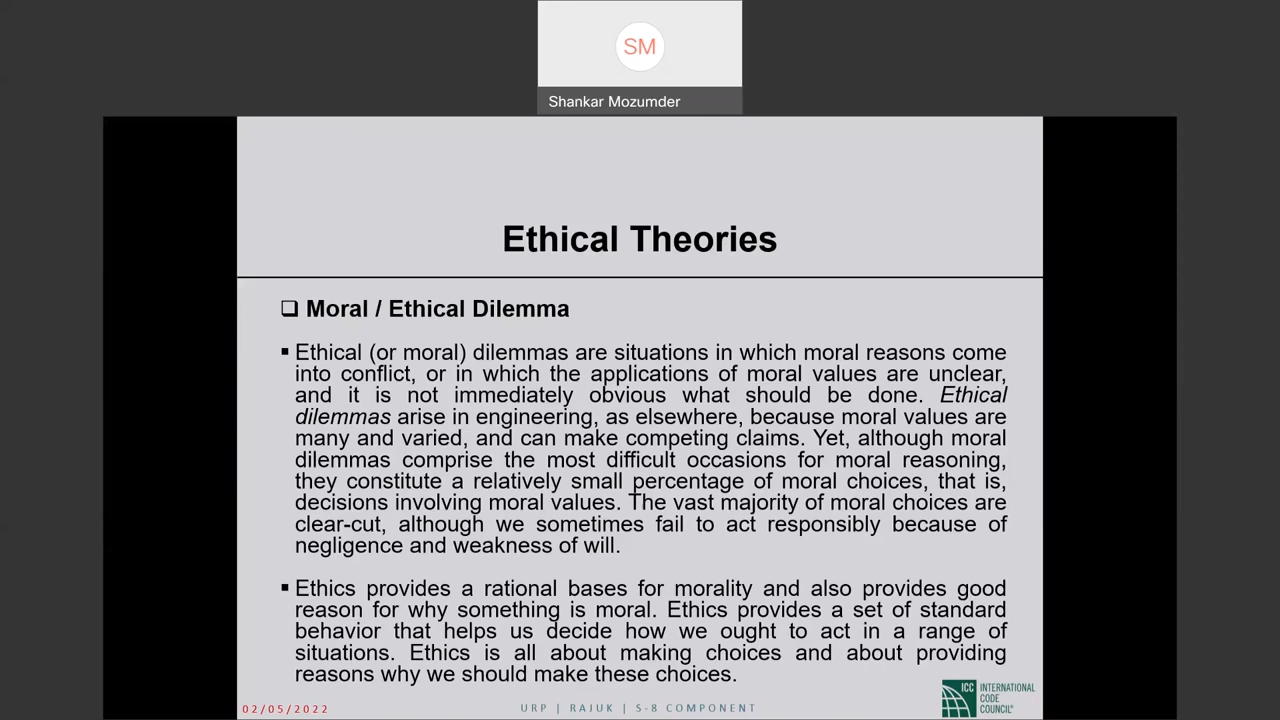 SM
Shankar Mozumder
Ethical Theories
❑ Moral / Ethical Dilemma
▪ Ethical (or moral) dilemmas are situations in which moral reasons come
into conflict, or in which the applications of moral values are unclear,
and it is not immediately obvious what should be done. Ethical
dilemmas arise in engineering, as elsewhere, because moral values are
many and varied, and can make competing claims. Yet, although moral
dilemmas comprise the most difficult occasions for moral reasoning,
they constitute a relatively small percentage of moral choices, that is,
decisions involving moral values. The vast majority of moral choices are
clear-cut, although we sometimes fail to act responsibly because of
negligence and weakness of will.
▪ Ethics provides a rational bases for morality and also provides good
reason for why something is moral. Ethics provides a set of standard
behavior that helps us decide how we ought to act in a range of
situations. Ethics is all about making choices and about providing
reasons why we should make these choices.
02/05/2022
URP | RAJUK | S-8 COMPONENT
ICC
INTERNATIONAL
CODE
COUNCIL®